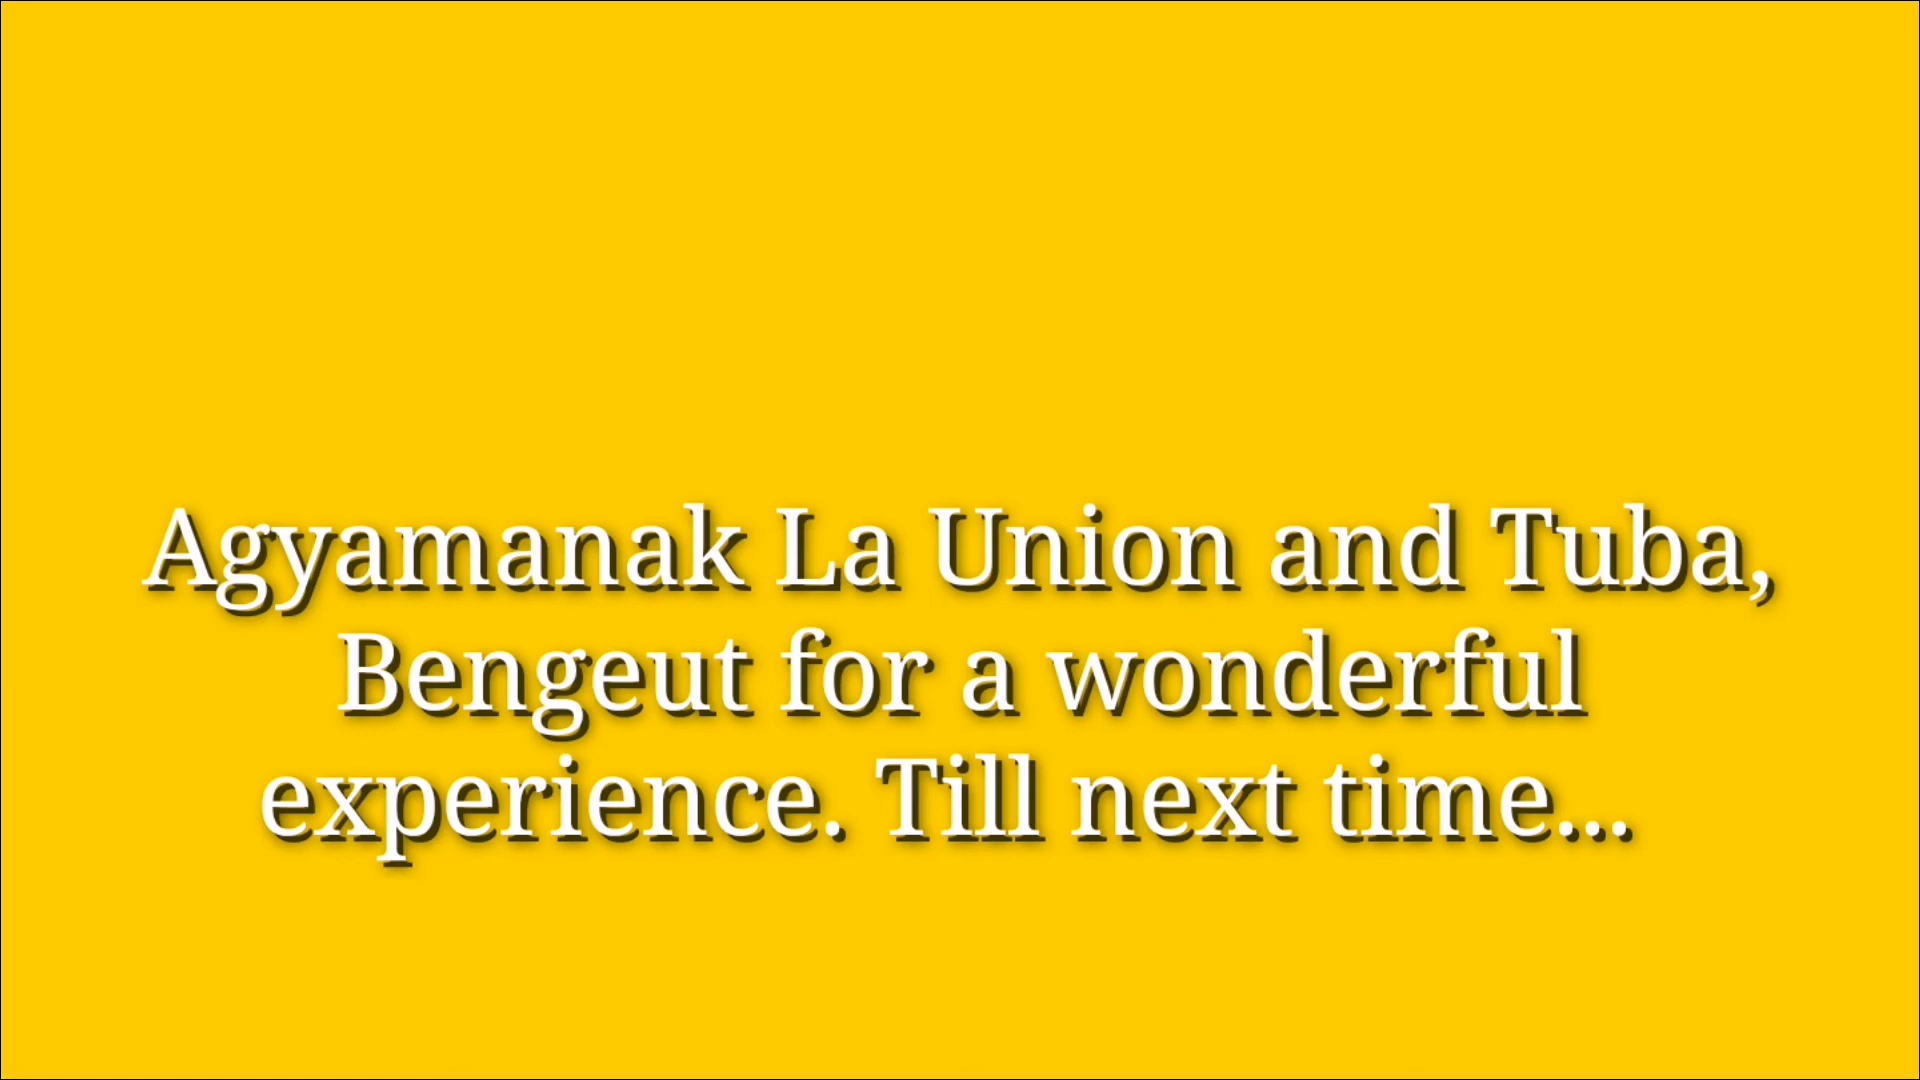 Agyamanak La Union and Tuba,
Bengeut for a wonderful
experience. Till next time...